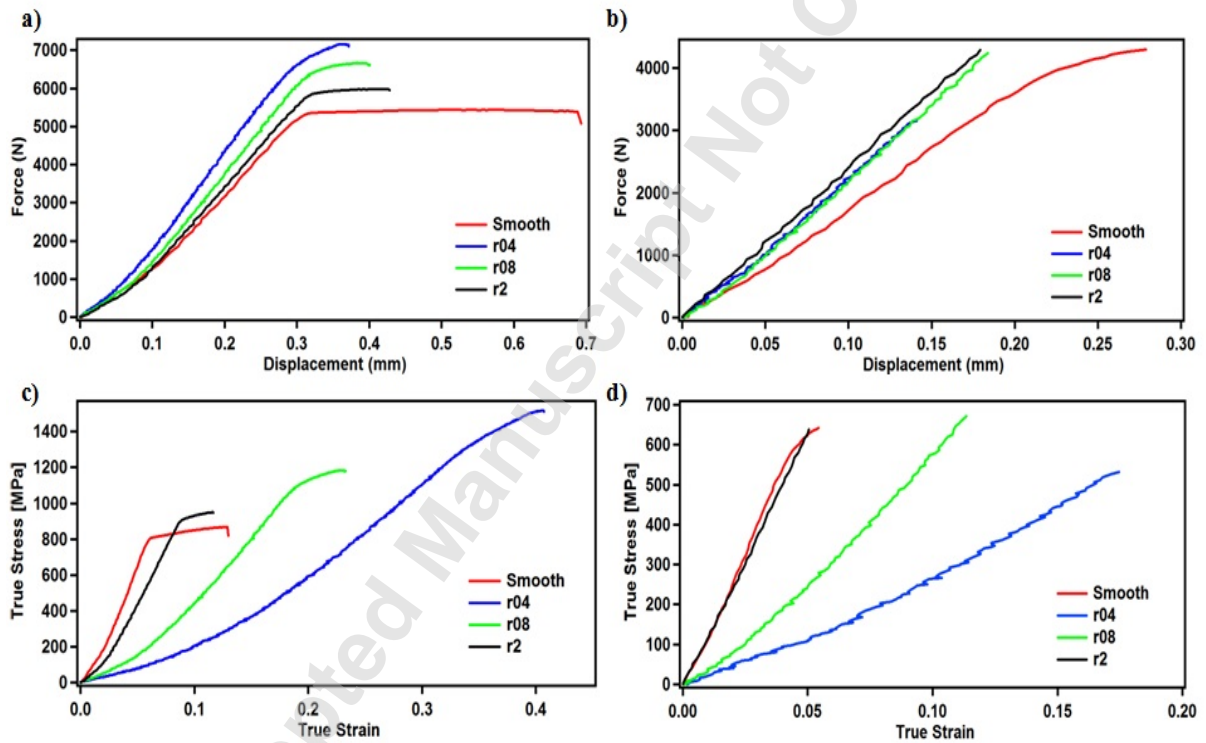 a)
7000
6000
5000
4000
3000
2000
1000
0
Force (N)
0.0 0.1 0.2 0.3 0.4 0.5 0.6 0.7
Displacement (mm)
Smooth
r04
r08
r2
b)
4000
3000
2000
1000
0
Force (N)
0.00 0.05 0.10 0.15 0.20 0.25 0.30
Displacement (mm)
Smooth
r04
r08
r2
c)
1400
1200
1000
800
600
400
200
0
True Stress [MPa]
0.0 0.1 0.2 0.3 0.4
True Strain
Smooth
r04
r08
r2
d)
700
600
500
400
300
200
100
0
True Stress [MPa]
0.00 0.05 0.10 0.15 0.20
True Strain
Smooth
r04
r08
r2
pted Manuscript Not